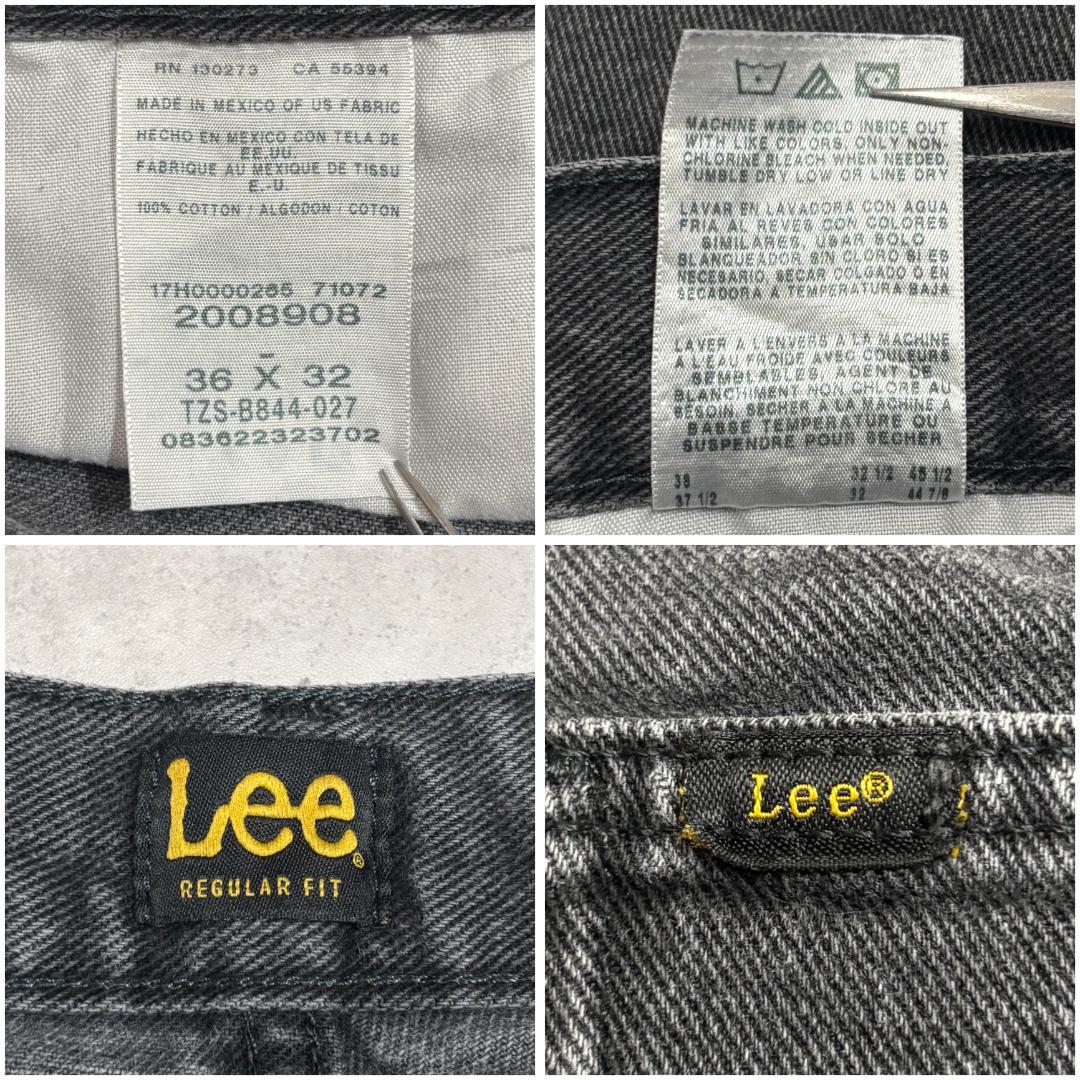 RN 130273 CA 55394
MADE IN MEXICO OF US FABRIC
HECHO EN MEXICO CON TELA DE
EE.UU.
FABRIQUE AU MEXIQUE DE TISSU
E.-U.
100% COTTON / ALGODON / COTON
17H0000265 71072
2008908
36 X 32
TZS-B844-027
083622323702
MACHINE WASH COLD INSIDE OUT
WITH LIKE COLORS. ONLY NON-
CHLORINE BLEACH WHEN NEEDED.
TUMBLE DRY LOW OR LINE DRY
LAVAR EN LAVADORA CON AGUA
FRIA AL REVES CON COLORES
SIMILARES. USAR SOLO
BLANQUEADOR SIN CLORO SI ES
NECESARIO SECAR COLGADO O EN
SECADORA A TEMPERATURA BAJA
LAVER A L'ENVERS A LA MACHINE
A L'EAU FROIDE AVEC COULEURS
SEMBLABLES. AGENT DE
BLANCHIMENT NON CHLORE AU
BESOIN. SECHER A LA MACHINE A
BASSE TEMPERATURE OU
SUSPENDRE POUR SECHER
38 32 1/2 45 1/2
37 1/2 32 44 7/8
Lee®
REGULAR FIT
Lee®